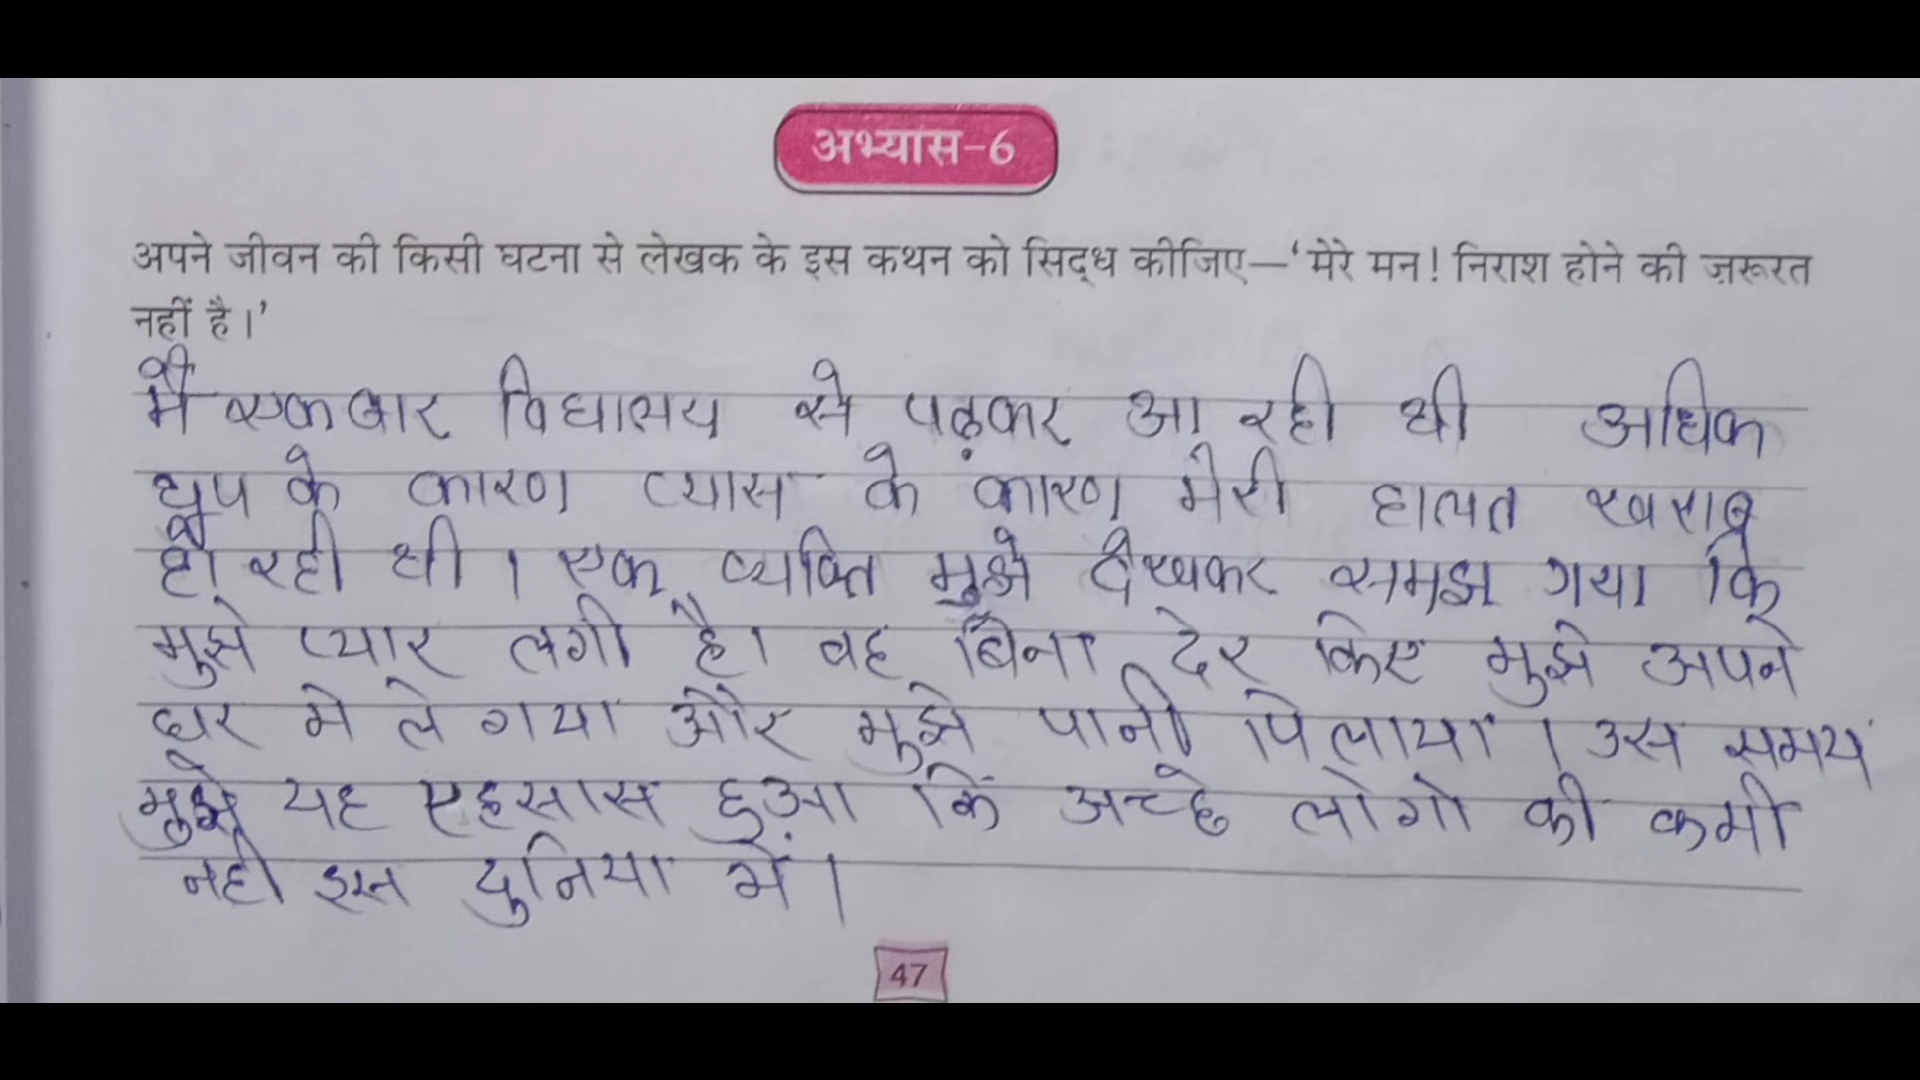 अभ्यास-6
अपने जीवन की किसी घटना से लेखक के इस कथन को सिद्ध कीजिए—‘मेरे मन! निराश होने की ज़रूरत
नहीं है।’
मैं एकबार विद्यालय से पढ़कर आ रही थी अधिक
धूप के कारण प्यास के कारण मेरी हालत खराब
हो रही थी । एक व्यक्ति मुझे देखकर समझ गया कि
मुझे प्यार लगी है। वह बिना देर किए मुझे अपने
घर मे ले गया और मुझे पानी पिलाया । उस समय
मुझे यह एहसास हुआ कि अच्छे लोगो की कमी
नही इस दुनिया में।
47